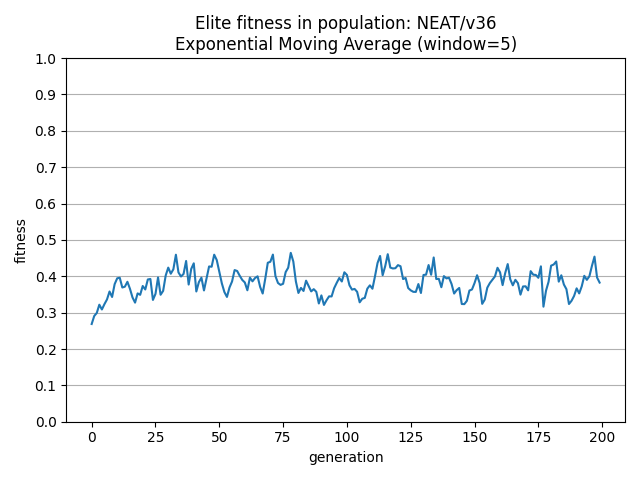 Elite fitness in population: NEAT/v36
Exponential Moving Average (window=5)
1.0
0.9
0.8
0.7
0.6
0.5
0.4
0.3
0.2
0.1
0.0
fitness
0 25 50 75 100 125 150 175 200
generation